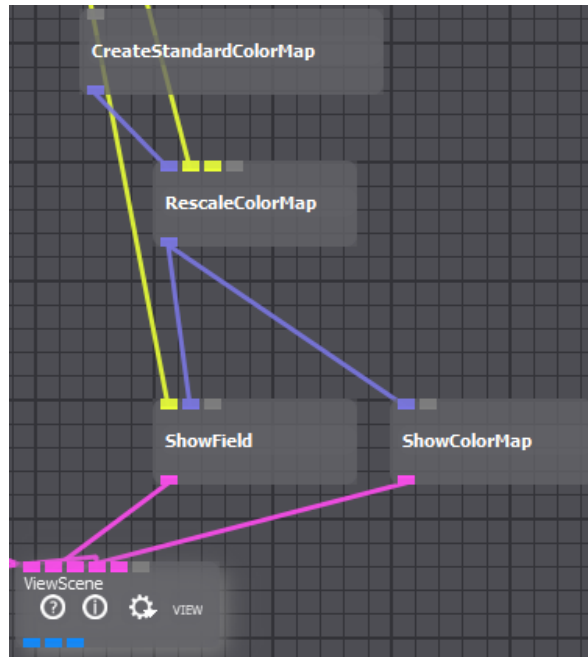 CreateStandardColorMap
RescaleColorMap
ShowField
ShowColorMap
ViewScene
? i VIEW